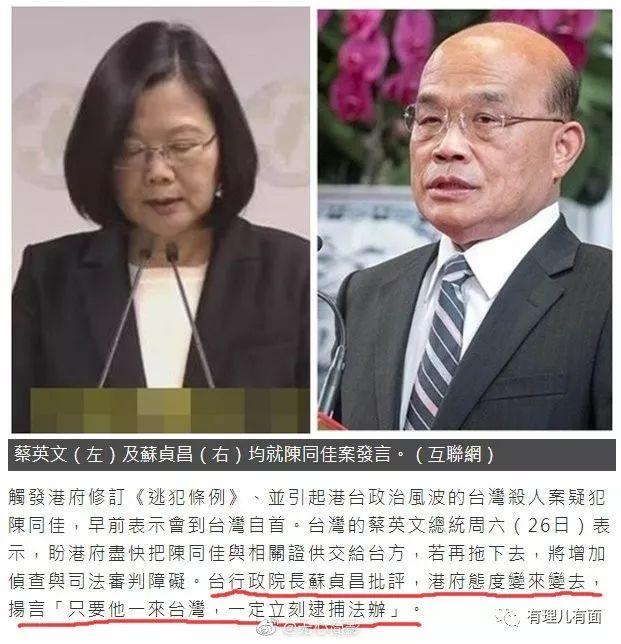 蔡英文（左）及蘇貞昌（右）均就陳同佳案發言。（互聯網）
觸發港府修訂《逃犯條例》、並引起港台政治風波的台灣殺人案疑犯
陳同佳，早前表示會到台灣自首。台灣的蔡英文總統周六（26日）表
示，盼港府盡快把陳同佳與相關證供交給台方，若再拖下去，將增加
偵查與司法審判障礙。台行政院長蘇貞昌批評，港府態度變來變去，
揚言「只要他一來台灣，一定立刻逮捕法辦」。
有理儿有面